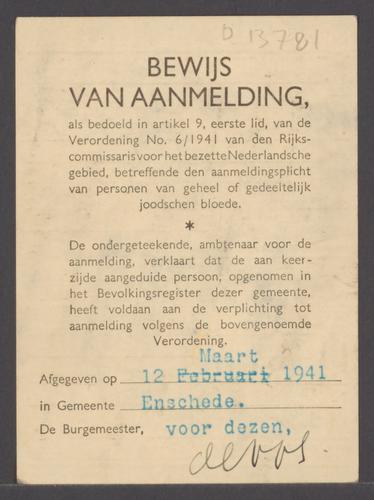 D 13781
BEWIJS
VAN AANMELDING,
als bedoeld in artikel 9, eerste lid, van de
Verordening No. 6/1941 van den Rijks-
commissaris voor het bezette Nederlandsche
gebied, betreffende den aanmeldingsplicht
van personen van geheel of gedeeltelijk
joodschen bloede.
*
De ondergeteekende, ambtenaar voor de
aanmelding, verklaart dat de aan keer-
zijde aangeduide persoon, opgenomen in
het Bevolkingsregister dezer gemeente,
heeft voldaan aan de verplichting tot
aanmelding volgens de bovengenoemde
Verordening.
Maart
Afgegeven op 12 Februari 1941
in Gemeente Enschede.
De Burgemeester, voor dezen,